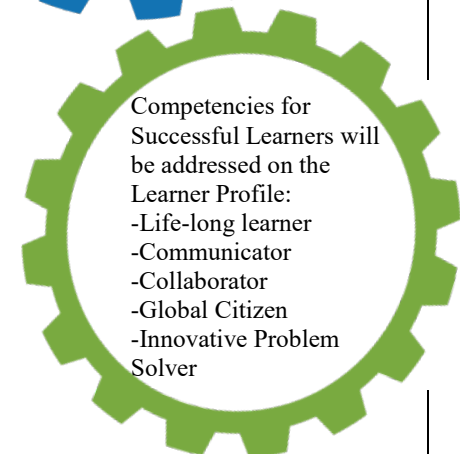 Competencies for
Successful Learners will
be addressed on the
Learner Profile:
-Life-long learner
-Communicator
-Collaborator
-Global Citizen
-Innovative Problem
Solver